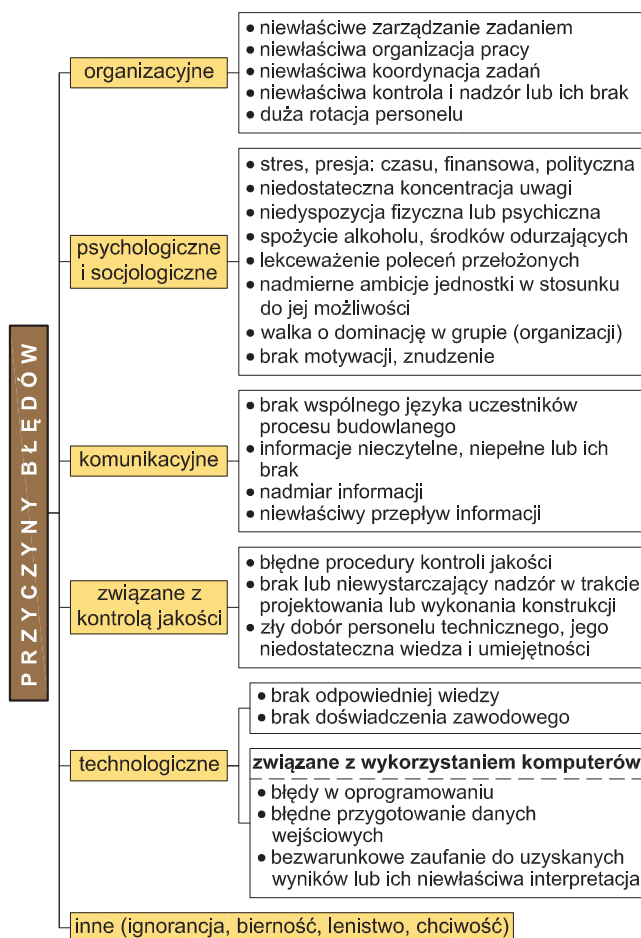 PRZYCZYNY BŁĘDÓW
organizacyjne
• niewłaściwe zarządzanie zadaniem
• niewłaściwa organizacja pracy
• niewłaściwa koordynacja zadań
• niewłaściwa kontrola i nadzór lub ich brak
• duża rotacja personelu
psychologiczne
i socjologiczne
• stres, presja: czasu, finansowa, polityczna
• niedostateczna koncentracja uwagi
• niedyspozycja fizyczna lub psychiczna
• spożycie alkoholu, środków odurzających
• lekceważenie poleceń przełożonych
• nadmierne ambicje jednostki w stosunku
do jej możliwości
• walka o dominację w grupie (organizacji)
• brak motywacji, znudzenie
komunikacyjne
• brak wspólnego języka uczestników
procesu budowlanego
• informacje nieczytelne, niepełne lub ich
brak
• nadmiar informacji
• niewłaściwy przepływ informacji
związane z
kontrolą jakości
• błędne procedury kontroli jakości
• brak lub niewystarczający nadzór w trakcie
projektowania lub wykonania konstrukcji
• zły dobór personelu technicznego, jego
niedostateczna wiedza i umiejętności
technologiczne
• brak odpowiedniej wiedzy
• brak doświadczenia zawodowego
związane z wykorzystaniem komputerów
• błędy w oprogramowaniu
• błędne przygotowanie danych
wejściowych
• bezwarunkowe zaufanie do uzyskanych
wyników lub ich niewłaściwa interpretacja
inne (ignorancja, bierność, lenistwo, chciwość)